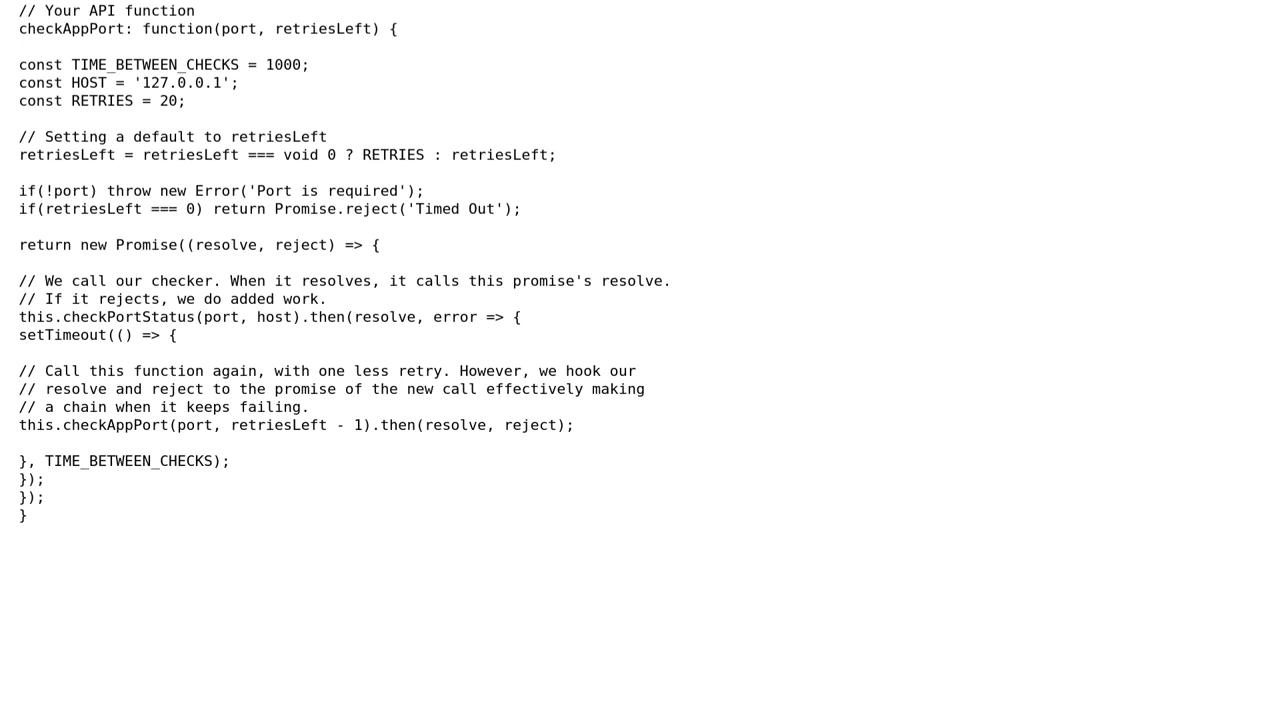 // Your API function
checkAppPort: function(port, retriesLeft) {
const TIME_BETWEEN_CHECKS = 1000;
const HOST = '127.0.0.1';
const RETRIES = 20;
// Setting a default to retriesLeft
retriesLeft = retriesLeft === void 0 ? RETRIES : retriesLeft;
if(!port) throw new Error('Port is required');
if(retriesLeft === 0) return Promise.reject('Timed Out');
return new Promise((resolve, reject) => {
// We call our checker. When it resolves, it calls this promise's resolve.
// If it rejects, we do added work.
this.checkPortStatus(port, host).then(resolve, error => {
setTimeout(() => {
// Call this function again, with one less retry. However, we hook our
// resolve and reject to the promise of the new call effectively making
// a chain when it keeps failing.
this.checkAppPort(port, retriesLeft - 1).then(resolve, reject);
}, TIME_BETWEEN_CHECKS);
});
});
}